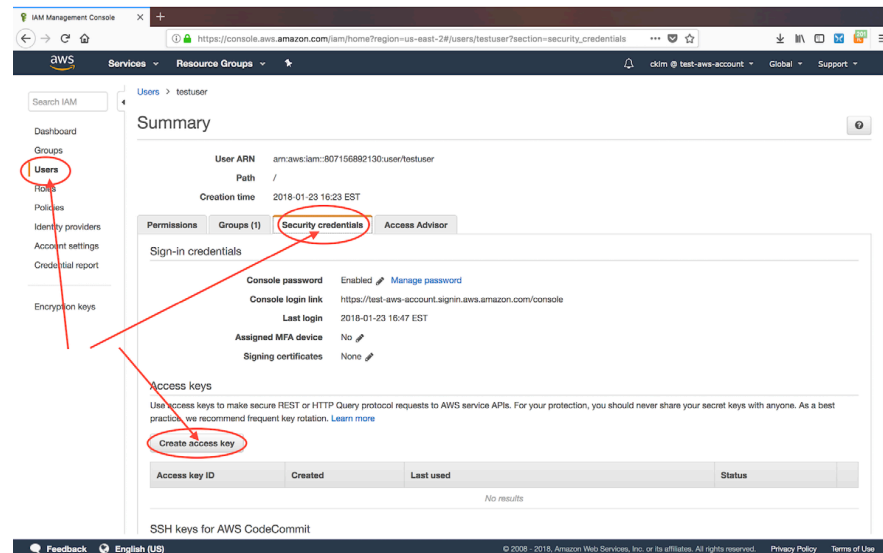 IAM Management Console
https://console.aws.amazon.com/iam/home?region=us-east-2#/users/testuser?section=security_credentials
201
aws Services Resource Groups ckim @ test-aws-account Global Support
Search IAM
Dashboard
Groups
Users
Roles
Policies
Identity providers
Account settings
Credential report
Encryption keys
Users > testuser
Summary
User ARN arn:aws:iam::807156892130:user/testuser
Path /
Creation time 2018-01-23 16:23 EST
Permissions Groups (1) Security credentials Access Advisor
Sign-in credentials
Console password Enabled Manage password
Console login link https://test-aws-account.signin.aws.amazon.com/console
Last login 2018-01-23 16:47 EST
Assigned MFA device No
Signing certificates None
Access keys
Use access keys to make secure REST or HTTP Query protocol requests to AWS service APIs. For your protection, you should never share your secret keys with anyone. As a best
practice, we recommend frequent key rotation. Learn more
Create access key
Access key ID Created Last used Status
No results
SSH keys for AWS CodeCommit
Feedback English (US) © 2008 - 2018, Amazon Web Services, Inc. or its affiliates. All rights reserved. Privacy Policy Terms of Use